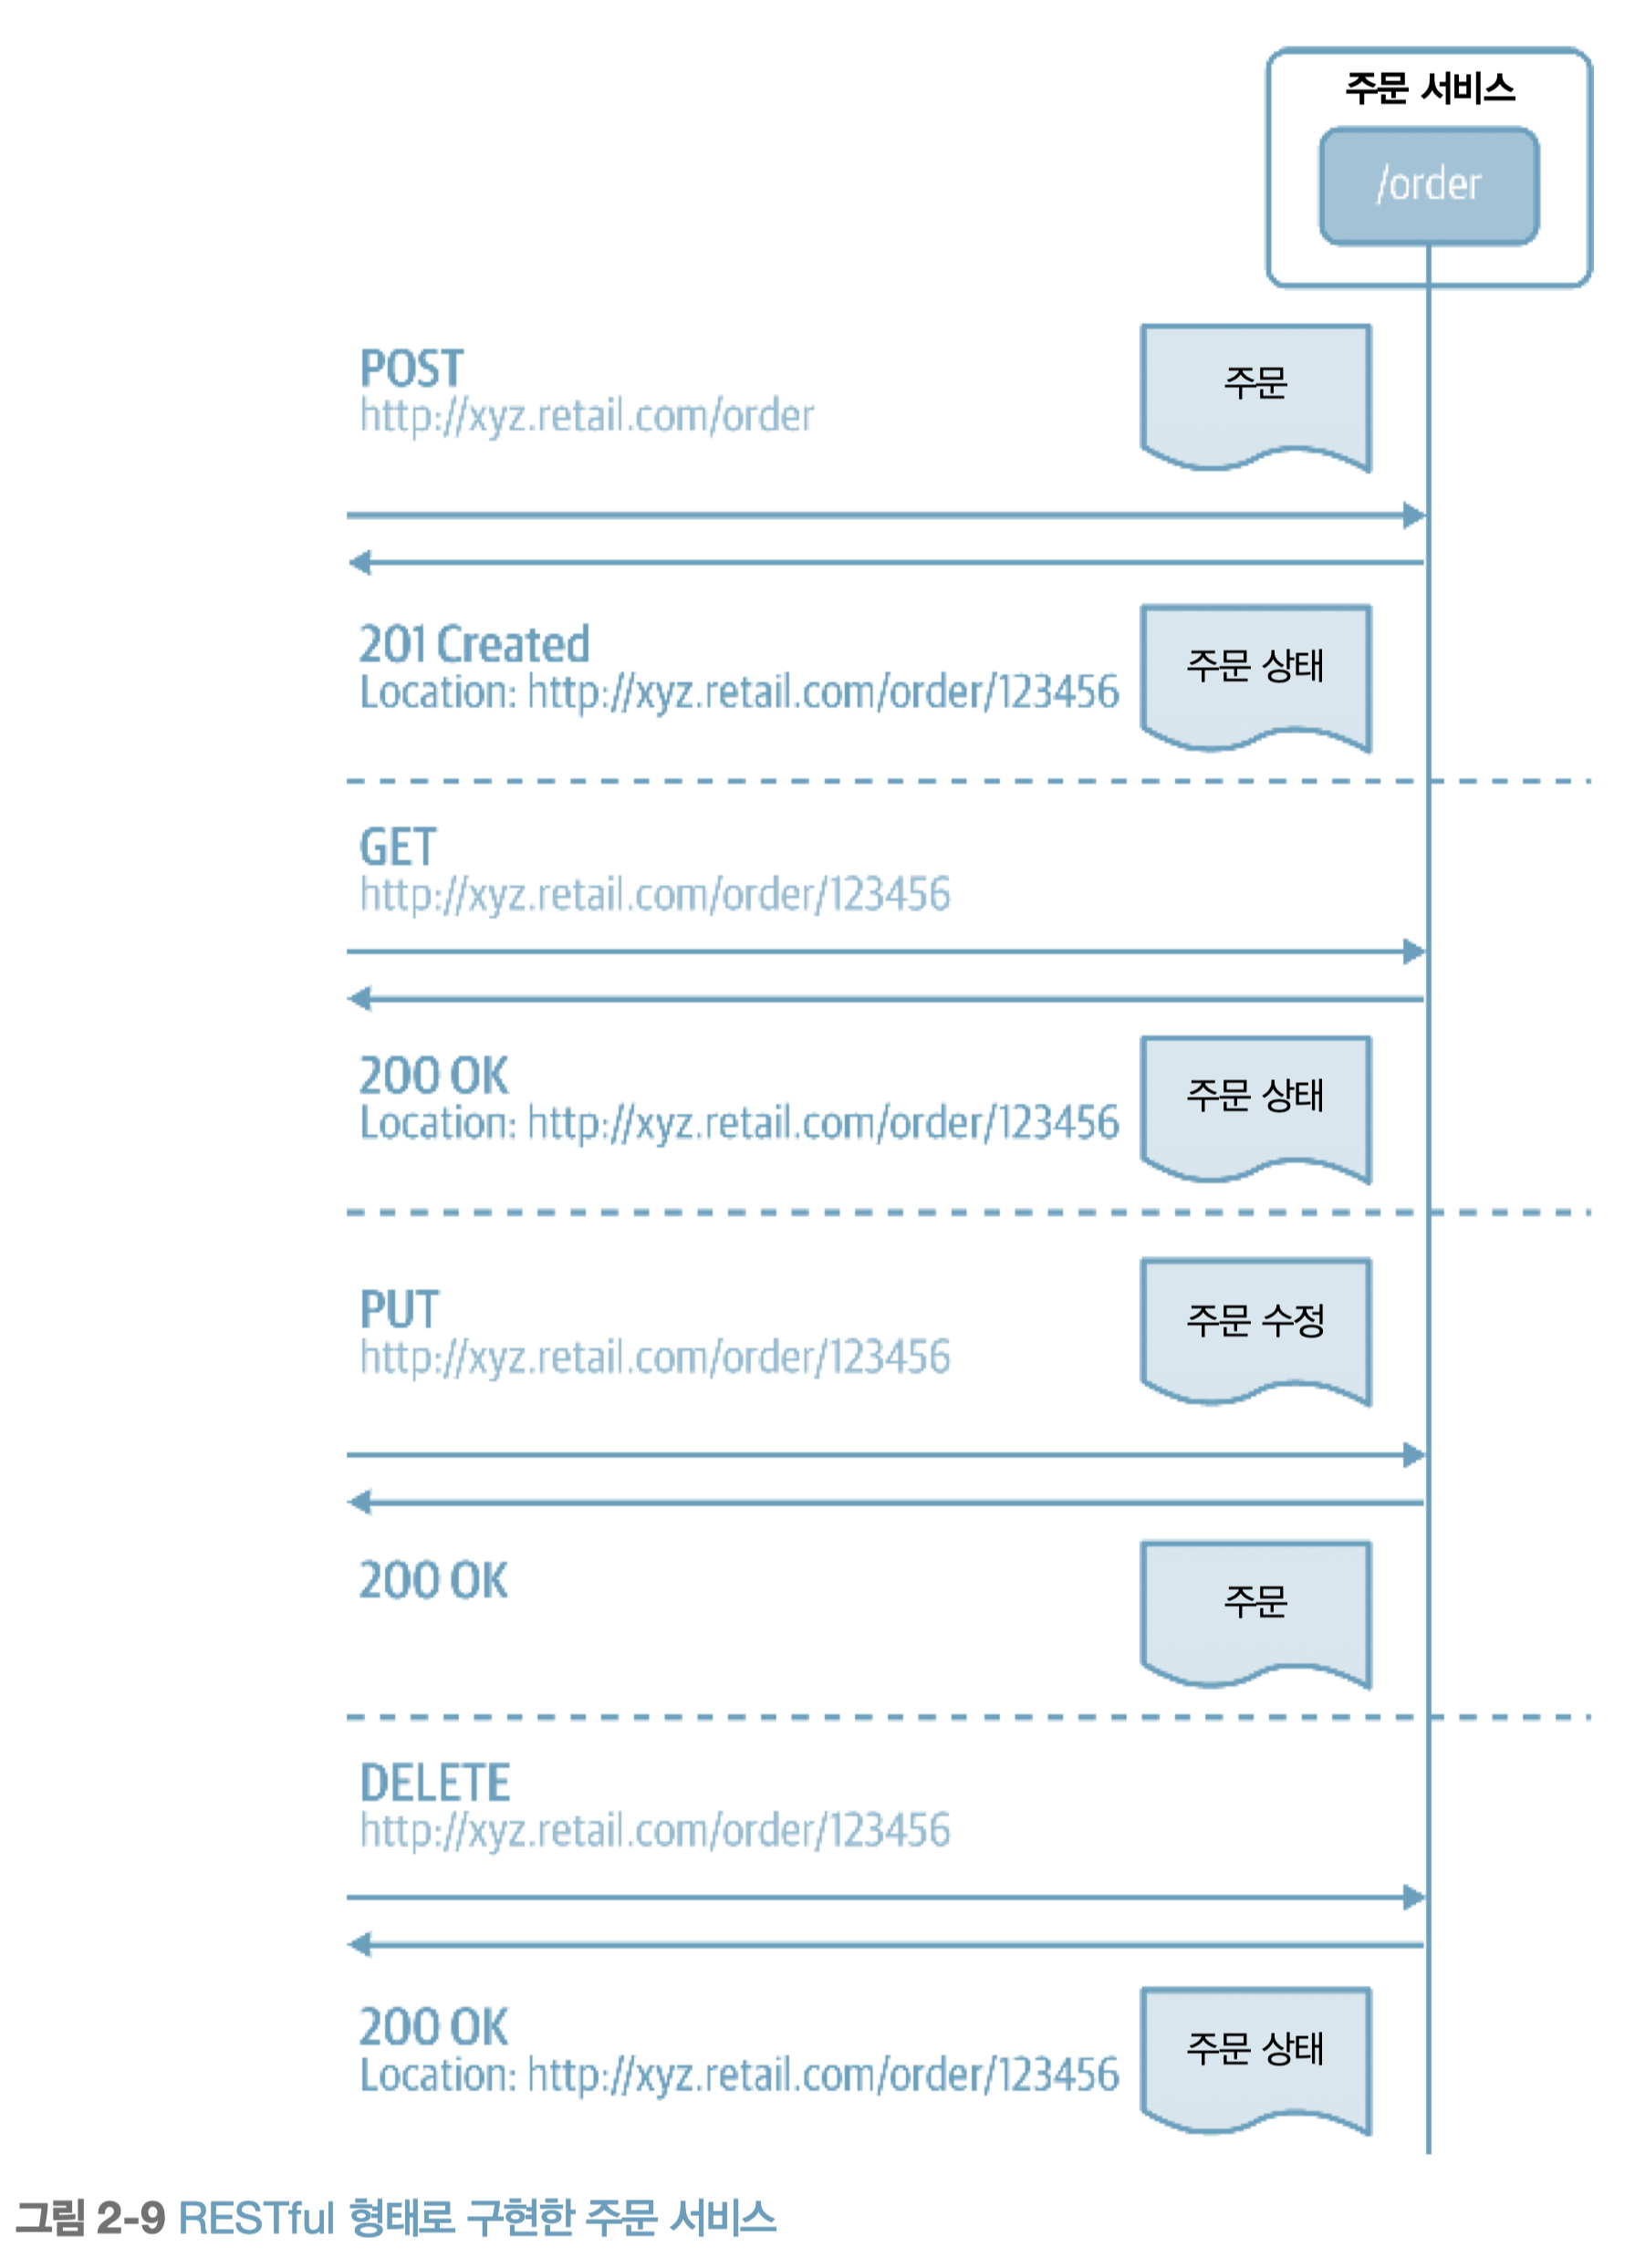 주문 서비스
/order
POST
http://xyz.retail.com/order
주문
201 Created
Location: http://xyz.retail.com/order/123456
주문 상태
GET
http://xyz.retail.com/order/123456
200 OK
Location: http://xyz.retail.com/order/123456
주문 상태
PUT
http://xyz.retail.com/order/123456
주문 수정
200 OK
주문
DELETE
http://xyz.retail.com/order/123456
200 OK
Location: http://xyz.retail.com/order/123456
주문 상태
그림 2-9 RESTful 형태로 구현한 주문 서비스